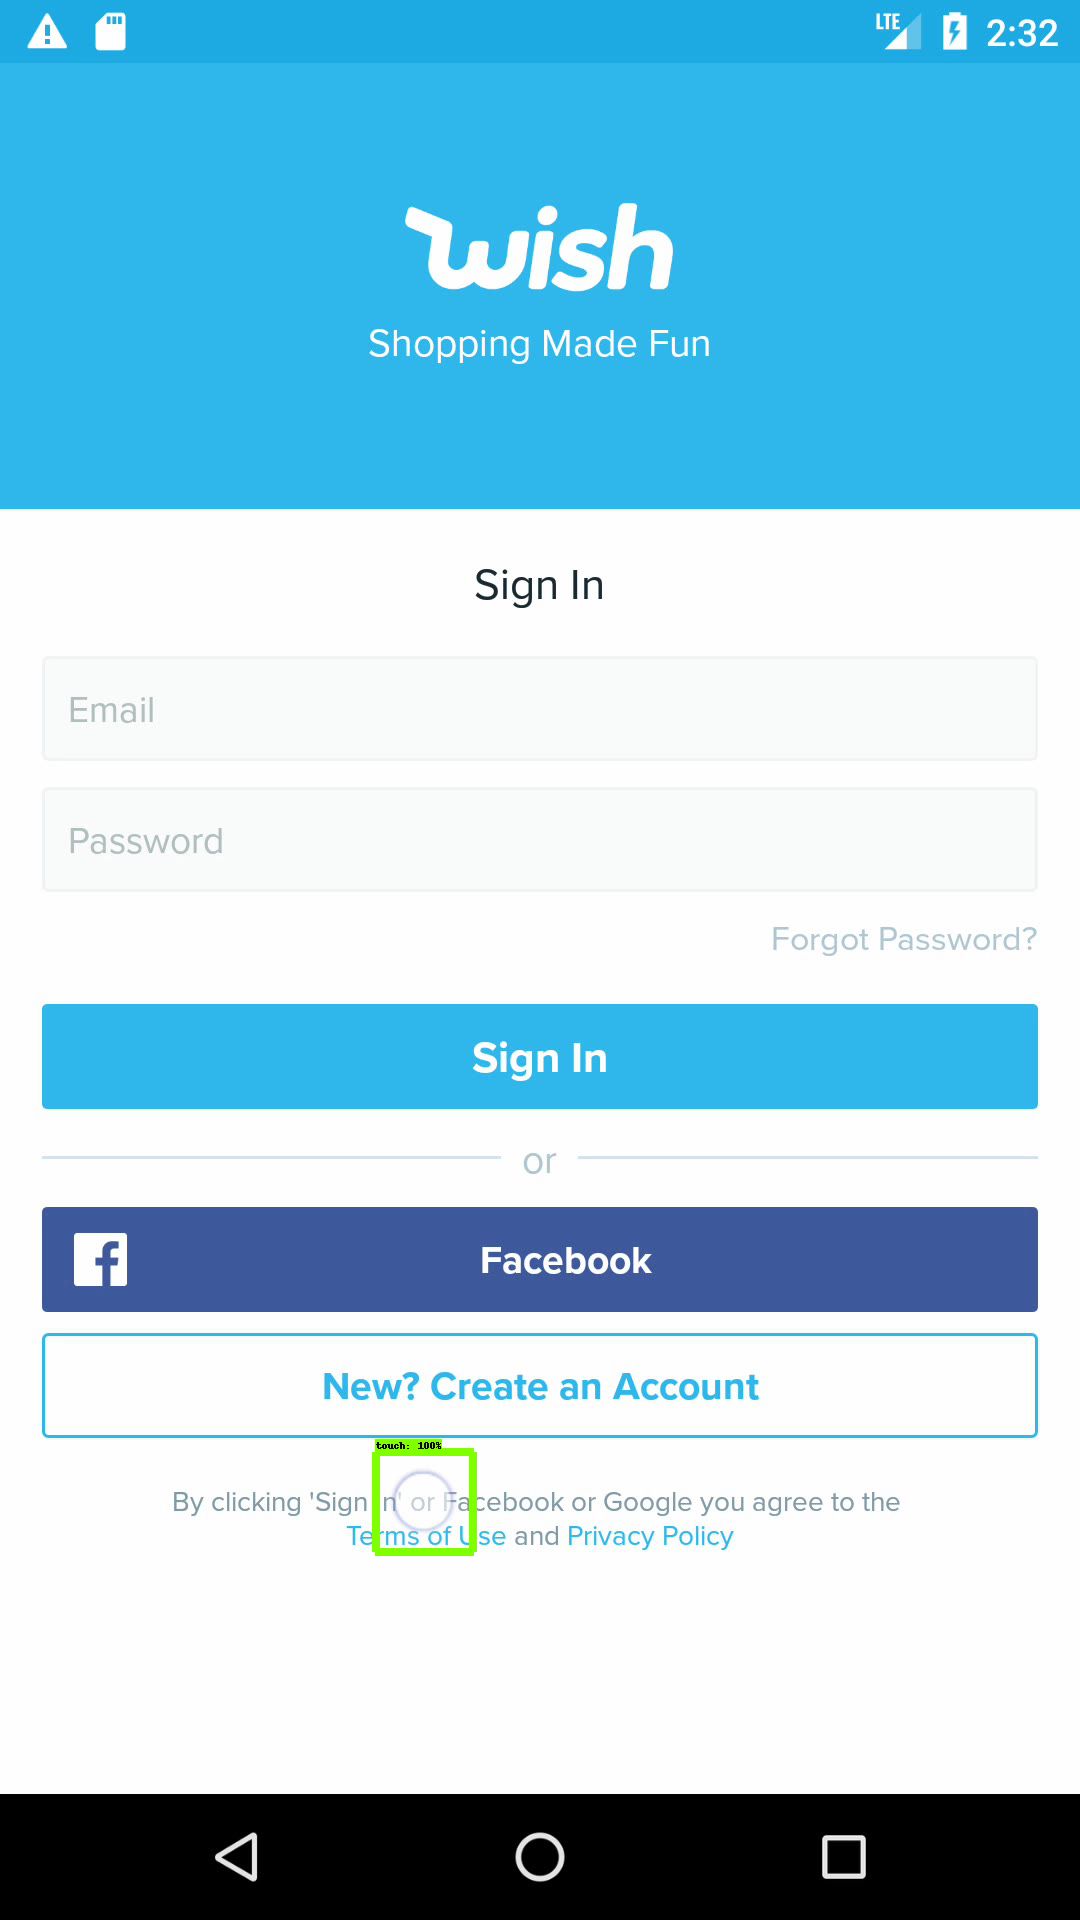 LTE 2:32
wish
Shopping Made Fun
Sign In
Email
Password
Forgot Password?
Sign In
or
Facebook
New? Create an Account
touch: 100%
By clicking 'Sign In' or Facebook or Google you agree to the
Terms of Use and Privacy Policy